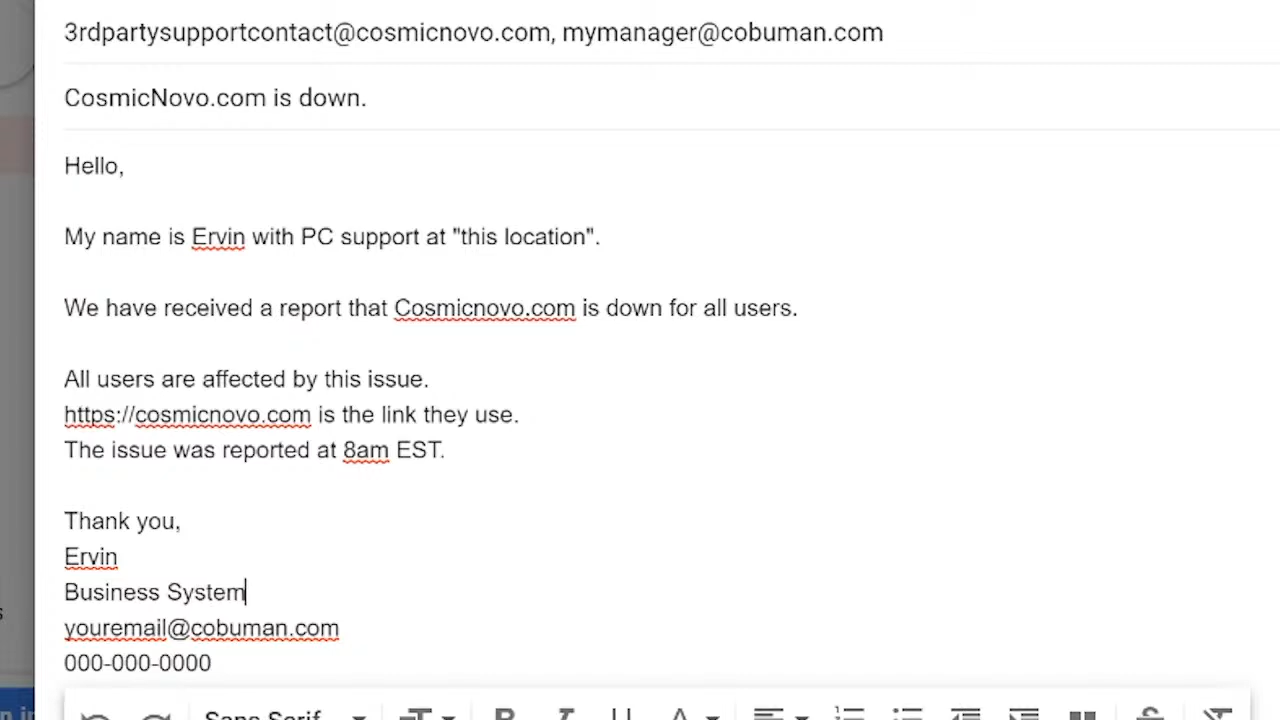 3rdpartysupportcontact@cosmicnovo.com, mymanager@cobuman.com
CosmicNovo.com is down.
Hello,
My name is Ervin with PC support at "this location".
We have received a report that Cosmicnovo.com is down for all users.
All users are affected by this issue.
https://cosmicnovo.com is the link they use.
The issue was reported at 8am EST.
Thank you,
Ervin
Business System
youremail@cobuman.com
000-000-0000
Sans Serif